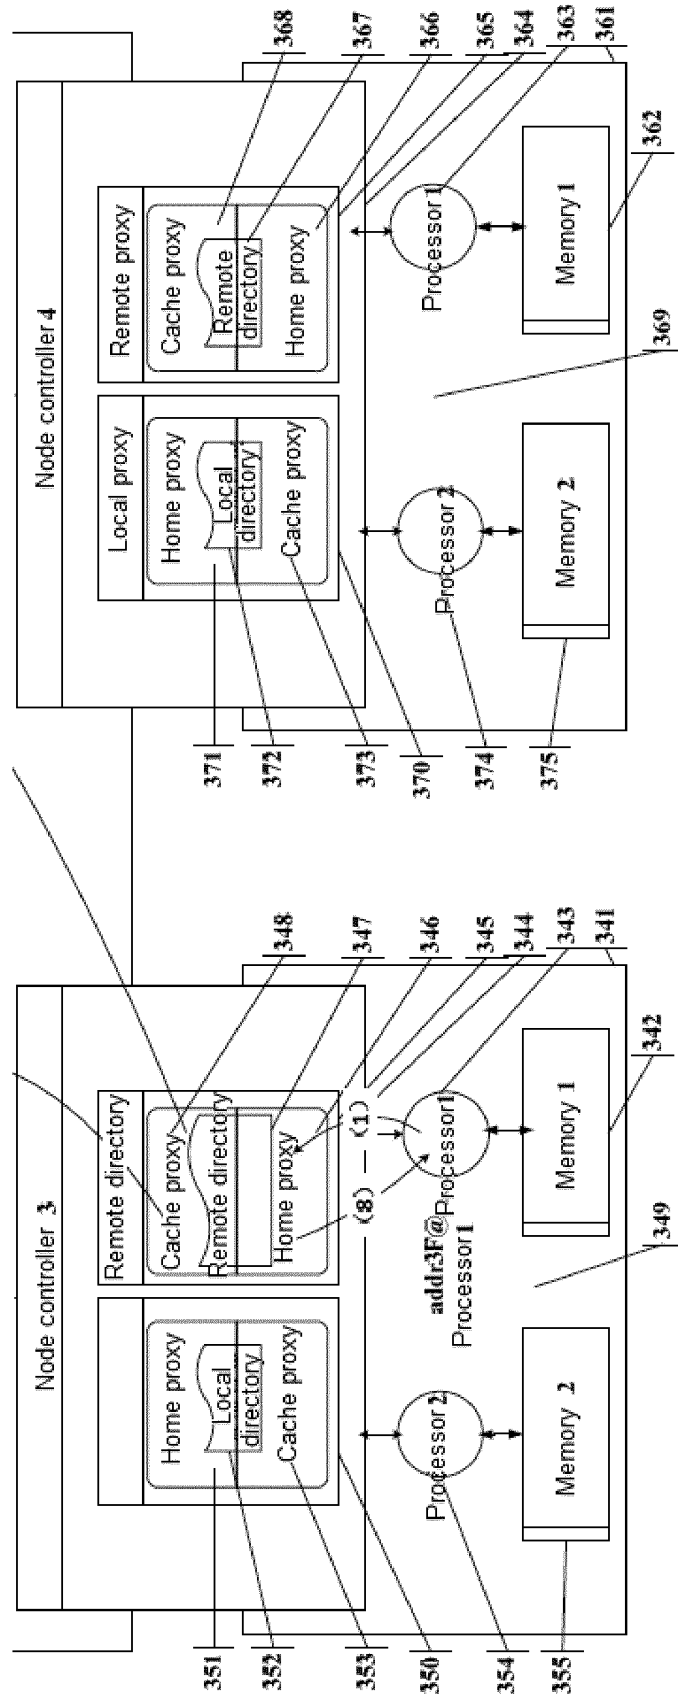 Node controller 3
Remote directory
Home proxy
Local
directory
Cache proxy
Cache proxy
Remote directory
Home proxy
(1)
(8)
Processor 2
Processor1
addr3F@
Processor1
Memory 2
Memory 1
351
352
353
350
354
355
348
347
346
345
344
343
341
342
349
Node controller 4
Local proxy
Remote proxy
Home proxy
Local
directory
Cache proxy
Cache proxy
Remote
directory
Home proxy
Processor 2
Processor1
Memory 2
Memory1
371
372
373
370
374
375
368
367
366
365
364
363
361
362
369